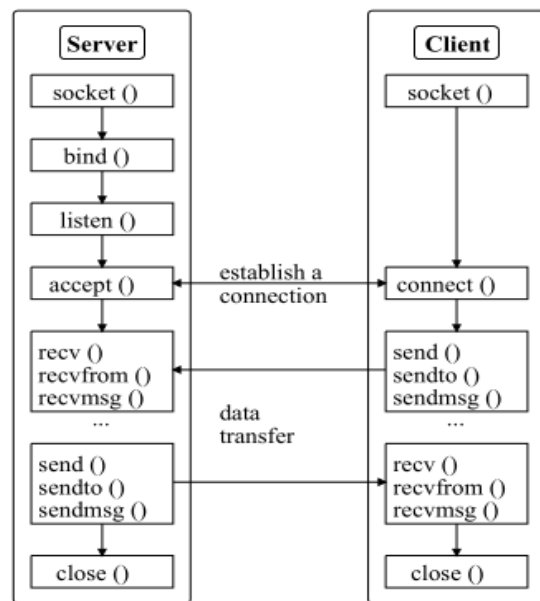 Server
socket ()
bind ()
listen ()
accept ()
recv ()
recvfrom ()
recvmsg ()
...
send ()
sendto ()
sendmsg ()
close ()
establish a
connection
data
transfer
Client
socket ()
connect ()
send ()
sendto ()
sendmsg ()
...
recv ()
recvfrom ()
recvmsg ()
close ()